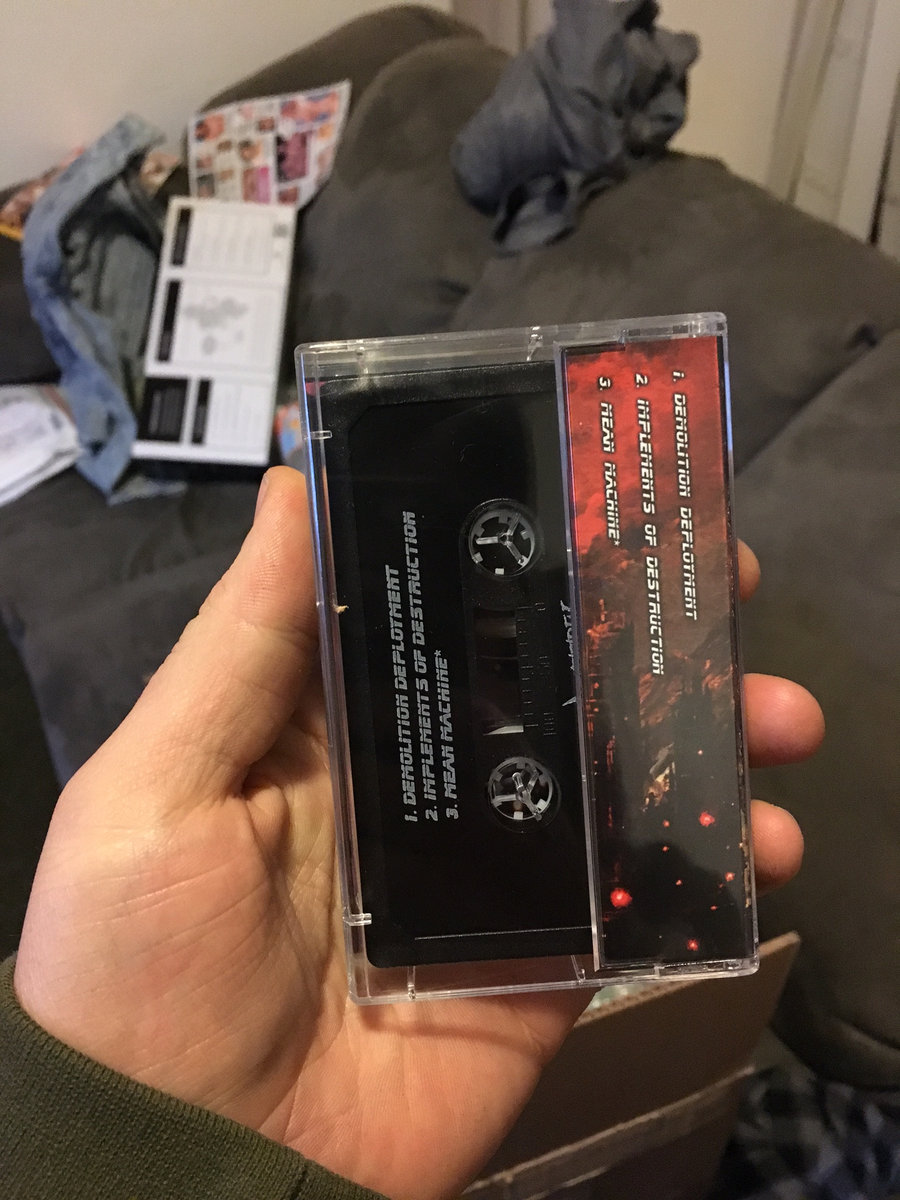 1. DEMOLITION DEPLOYMENT
2. IMPLEMENTS OF DESTRUCTION
3. MEAN MACHINE*
1. DEMOLITION DEPLOYMENT
2. IMPLEMENTS OF DESTRUCTION
3. MEAN MACHINE*